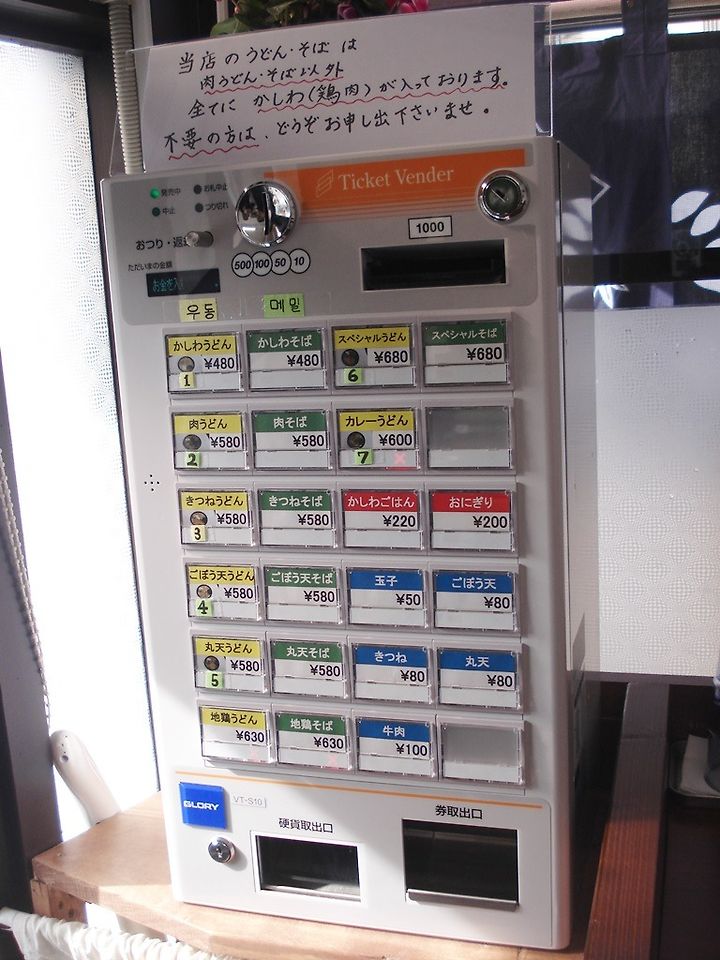 当店のうどん・そばは
肉うどん・そば以外
全てに かしわ(鶏肉)が入っております。
不要の方は、どうぞお申し出下さいませ。
Ticket Vender
発売中 お札中止
中止 つり切れ
おつり・返却
1000
ただいまの金額
お金を入
500 100 50 10
우동 메밀
かしわうどん ¥480 1
かしわそば ¥480
スペシャルうどん ¥680 6
スペシャルそば ¥680
肉うどん ¥580 2
肉そば ¥580
カレーうどん ¥600 7
きつねうどん ¥580 3
きつねそば ¥580
かしわごはん ¥220
おにぎり ¥200
ごぼう天うどん ¥580 4
ごぼう天そば ¥580
玉子 ¥50
ごぼう天 ¥80
丸天うどん ¥580 5
丸天そば ¥580
きつね ¥80
丸天 ¥80
地鶏うどん ¥630
地鶏そば ¥630
牛肉 ¥100
GLORY VT-S10
硬貨取出口
券取出口